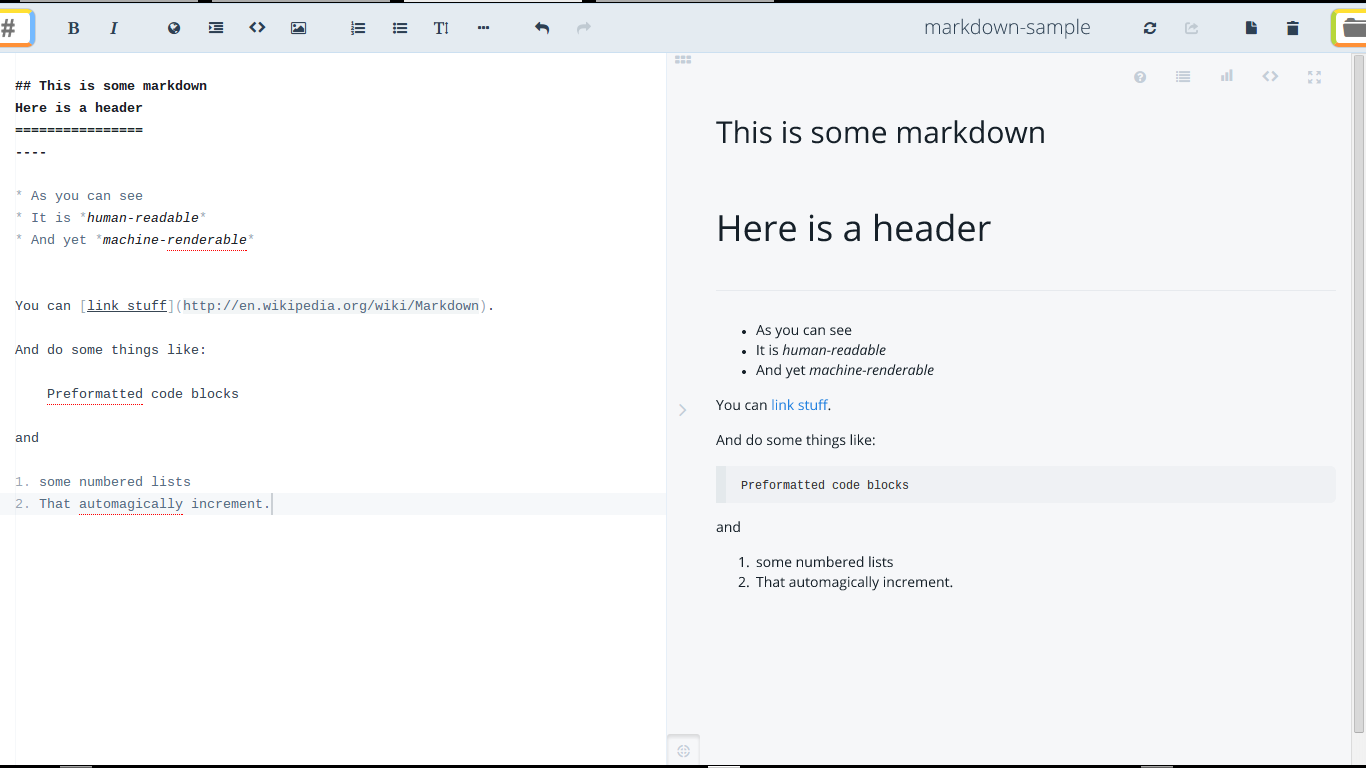 #
B I TI
markdown-sample
## This is some markdown
Here is a header
================
----
* As you can see
* It is *human-readable*
* And yet *machine-renderable*
You can [link stuff](http://en.wikipedia.org/wiki/Markdown).
And do some things like:
Preformatted code blocks
and
1. some numbered lists
2. That automagically increment.
This is some markdown
Here is a header
• As you can see
• It is human-readable
• And yet machine-renderable
You can link stuff.
And do some things like:
Preformatted code blocks
and
1. some numbered lists
2. That automagically increment.